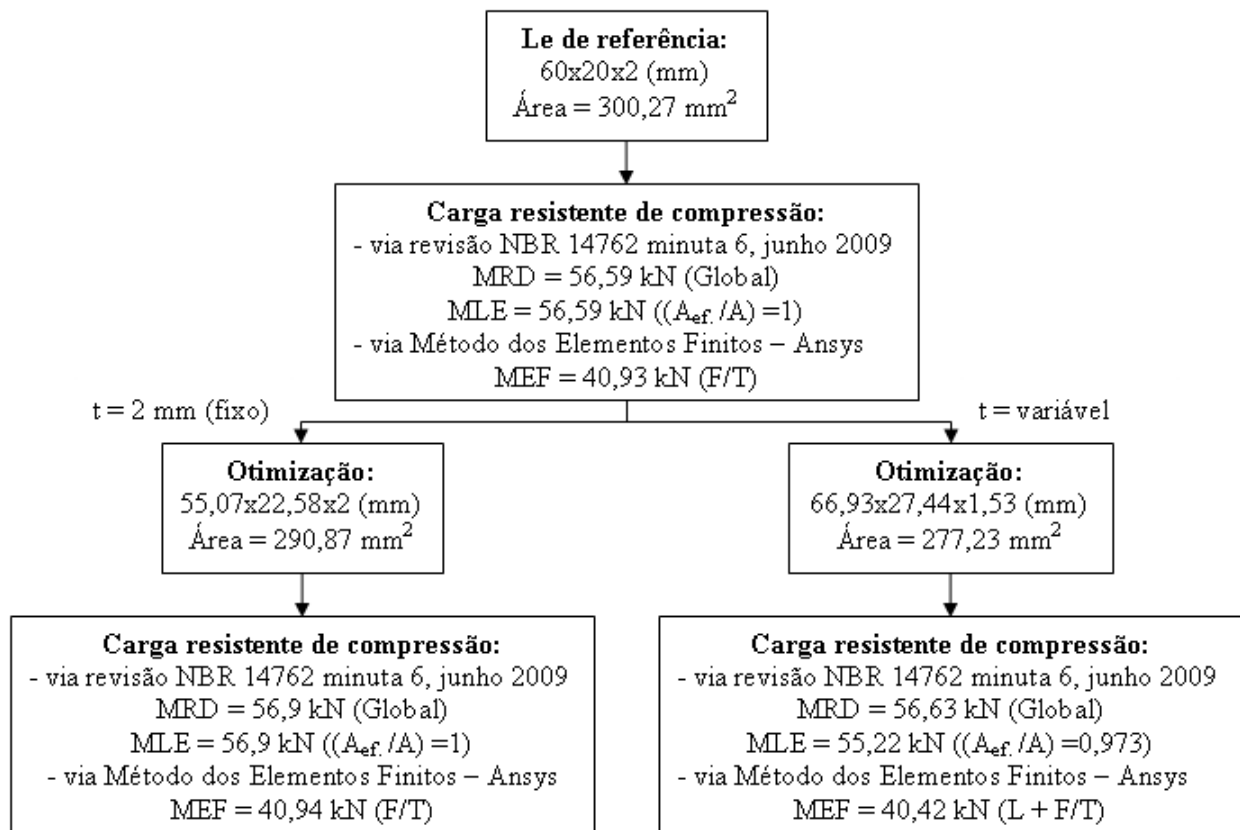 Le de referência:
60x20x2 (mm)
Área = 300,27 mm²
Carga resistente de compressão:
- via revisão NBR 14762 minuta 6, junho 2009
MRD = 56,59 kN (Global)
MLE = 56,59 kN ((Aef. /A) =1)
- via Método dos Elementos Finitos – Ansys
MEF = 40,93 kN (F/T)
t = 2 mm (fixo)
t = variável
Otimização:
55,07x22,58x2 (mm)
Área = 290,87 mm²
Otimização:
66,93x27,44x1,53 (mm)
Área = 277,23 mm²
Carga resistente de compressão:
- via revisão NBR 14762 minuta 6, junho 2009
MRD = 56,9 kN (Global)
MLE = 56,9 kN ((Aef. /A) =1)
- via Método dos Elementos Finitos – Ansys
MEF = 40,94 kN (F/T)
Carga resistente de compressão:
- via revisão NBR 14762 minuta 6, junho 2009
MRD = 56,63 kN (Global)
MLE = 55,22 kN ((Aef. /A) =0,973)
- via Método dos Elementos Finitos – Ansys
MEF = 40,42 kN (L + F/T)